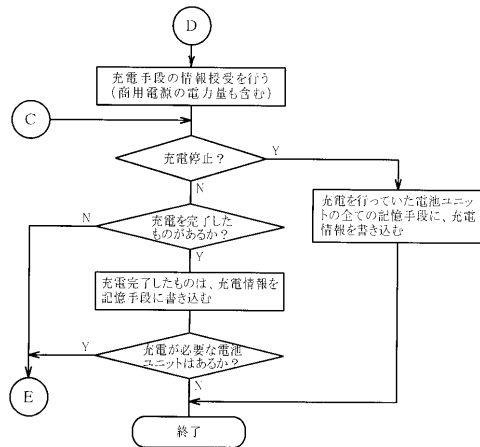 D
充電手段の情報授受を行う
(商用電源の電力量も含む)
C
充電停止?
Y
N
充電を行っていた電池ユニッ
トの全ての記憶手段に、充電
情報を書き込む
N
充電を完了した
ものがあるか?
Y
充電完了したものは、充電情報を
記憶手段に書き込む
Y
充電が必要な電池
ユニットはあるか?
N
E
終了